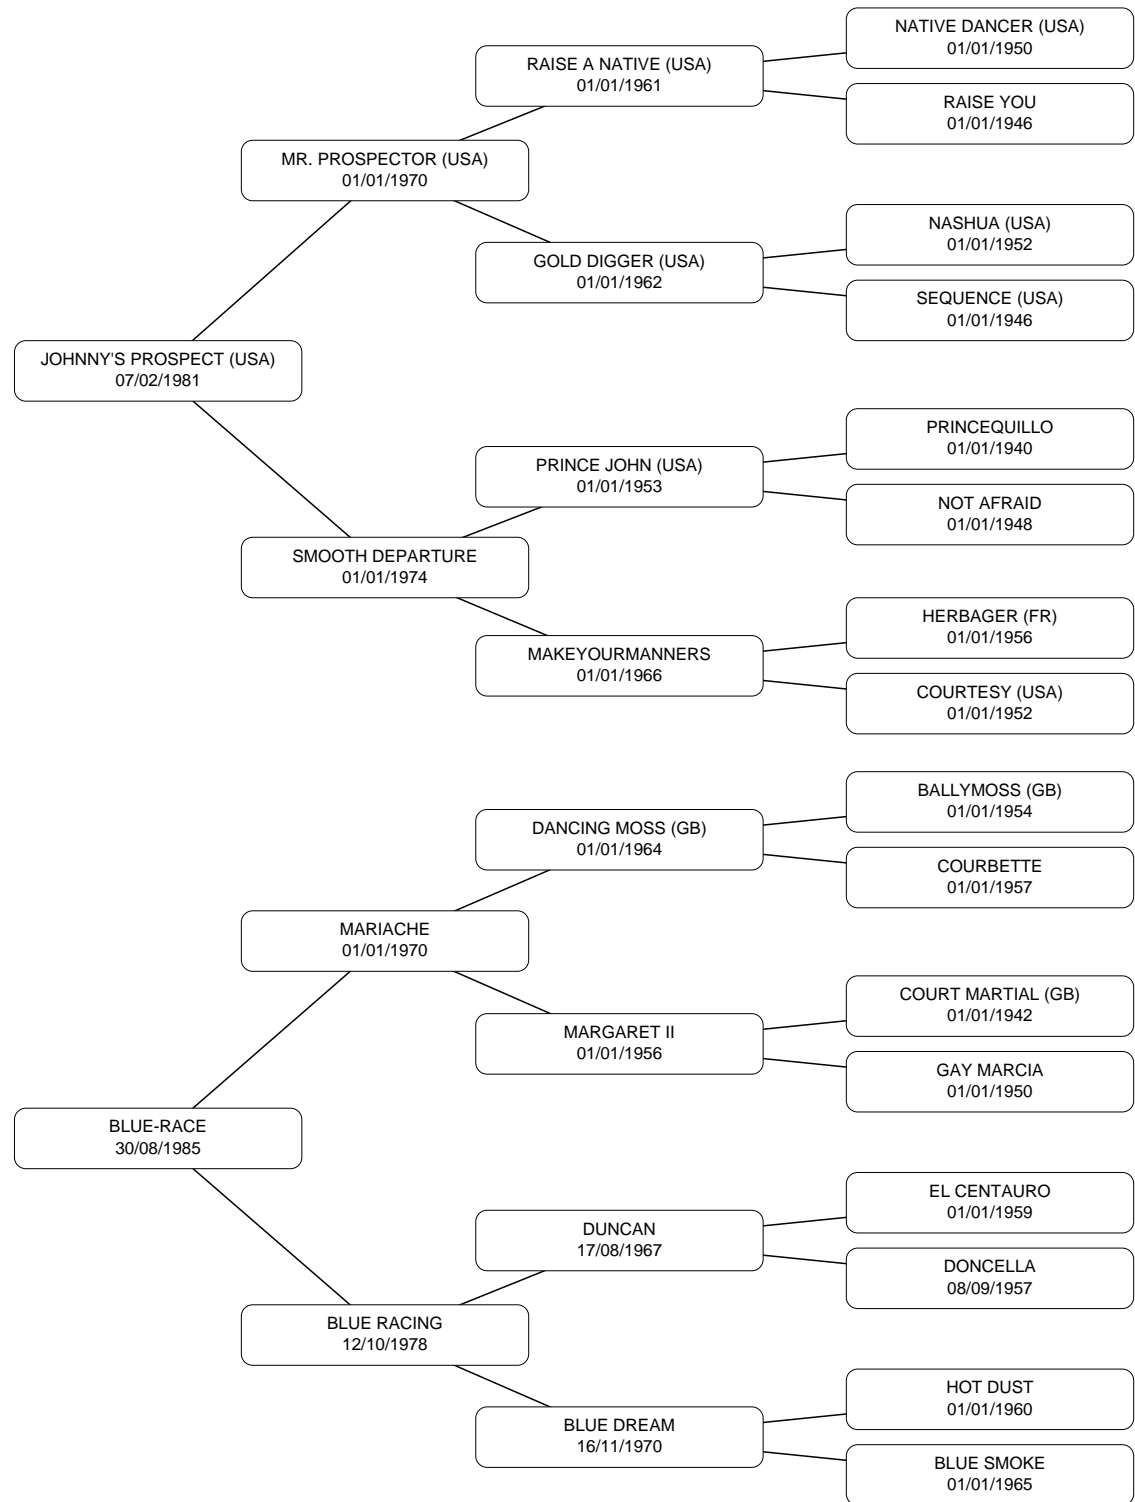 NATIVE DANCER (USA)
01/01/1950
RAISE A NATIVE (USA)
01/01/1961
RAISE YOU
01/01/1946
MR. PROSPECTOR (USA)
01/01/1970
NASHUA (USA)
01/01/1952
GOLD DIGGER (USA)
01/01/1962
SEQUENCE (USA)
01/01/1946
JOHNNY'S PROSPECT (USA)
07/02/1981
PRINCEQUILLO
01/01/1940
PRINCE JOHN (USA)
01/01/1953
NOT AFRAID
01/01/1948
SMOOTH DEPARTURE
01/01/1974
HERBAGER (FR)
01/01/1956
MAKEYOURMANNERS
01/01/1966
COURTESY (USA)
01/01/1952
BALLYMOSS (GB)
01/01/1954
DANCING MOSS (GB)
01/01/1964
COURBETTE
01/01/1957
MARIACHE
01/01/1970
COURT MARTIAL (GB)
01/01/1942
MARGARET II
01/01/1956
GAY MARCIA
01/01/1950
BLUE-RACE
30/08/1985
EL CENTAURO
01/01/1959
DUNCAN
17/08/1967
DONCELLA
08/09/1957
BLUE RACING
12/10/1978
HOT DUST
01/01/1960
BLUE DREAM
16/11/1970
BLUE SMOKE
01/01/1965